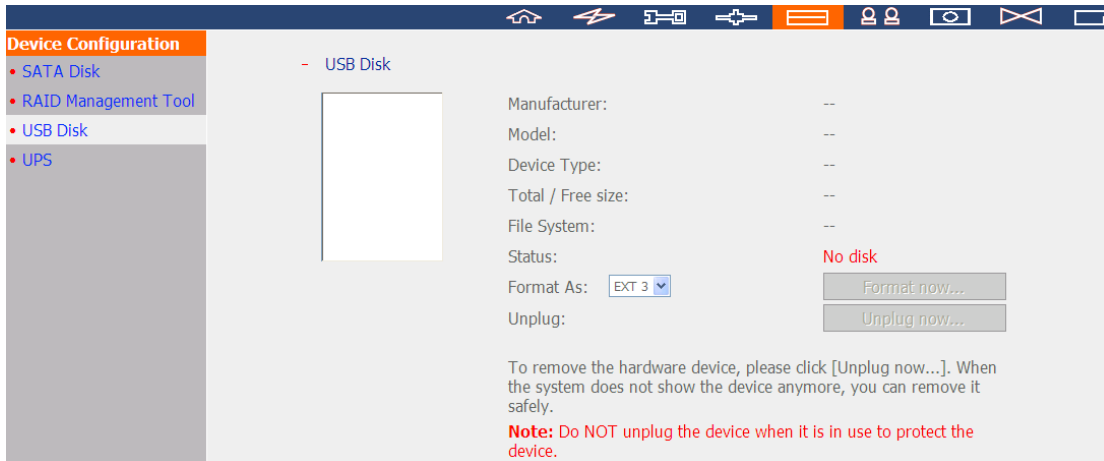 Device Configuration
• SATA Disk
• RAID Management Tool
• USB Disk
• UPS
– USB Disk
Manufacturer: --
Model: --
Device Type: --
Total / Free size: --
File System: --
Status: No disk
Format As: EXT 3 Format now...
Unplug: Unplug now...
To remove the hardware device, please click [Unplug now...]. When
the system does not show the device anymore, you can remove it
safely.
Note: Do NOT unplug the device when it is in use to protect the
device.